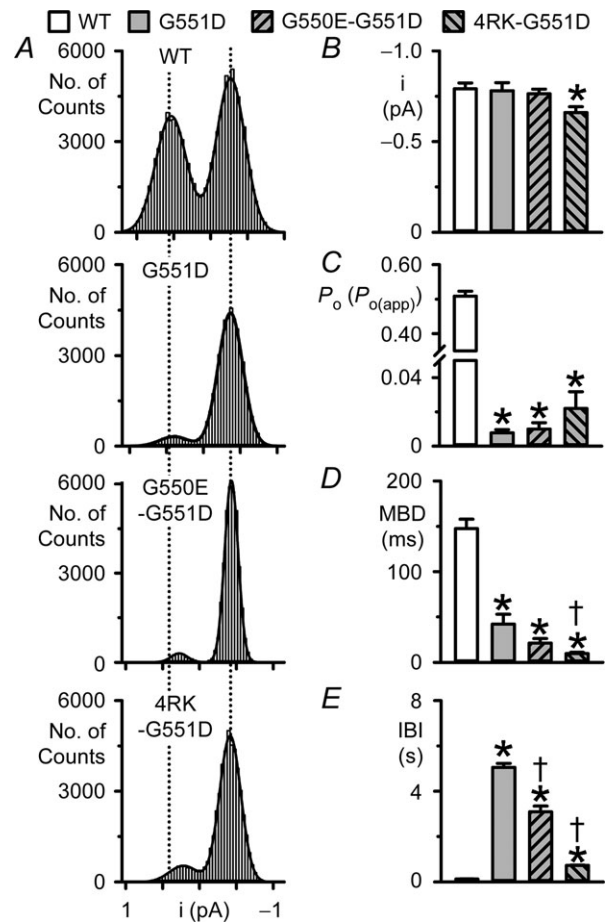 WT G551D G550E-G551D 4RK-G551D
A
6000
No. of
Counts
3000
0
WT
B
−1.0
i
(pA)
−0.5
0
*
6000
No. of
Counts
3000
0
G551D
C
0.60
Po (Po(app))
0.40
0.04
0
* * *
6000
No. of
Counts
3000
0
G550E
-G551D
D
200
MBD
(ms)
100
0
* * † *
6000
No. of
Counts
3000
0
4RK
-G551D
1 i (pA) −1
E
8
IBI
(s)
4
0
* † * † *